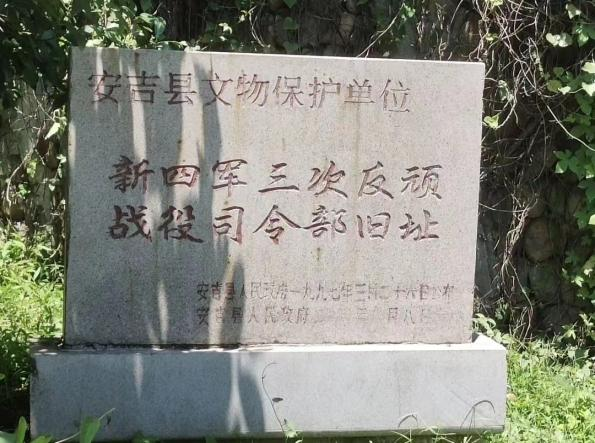 安吉县文物保护单位
新四军三次反顽
战役司令部旧址
安吉县人民政府一九九七年三月二十六日公布
安吉县人民政府